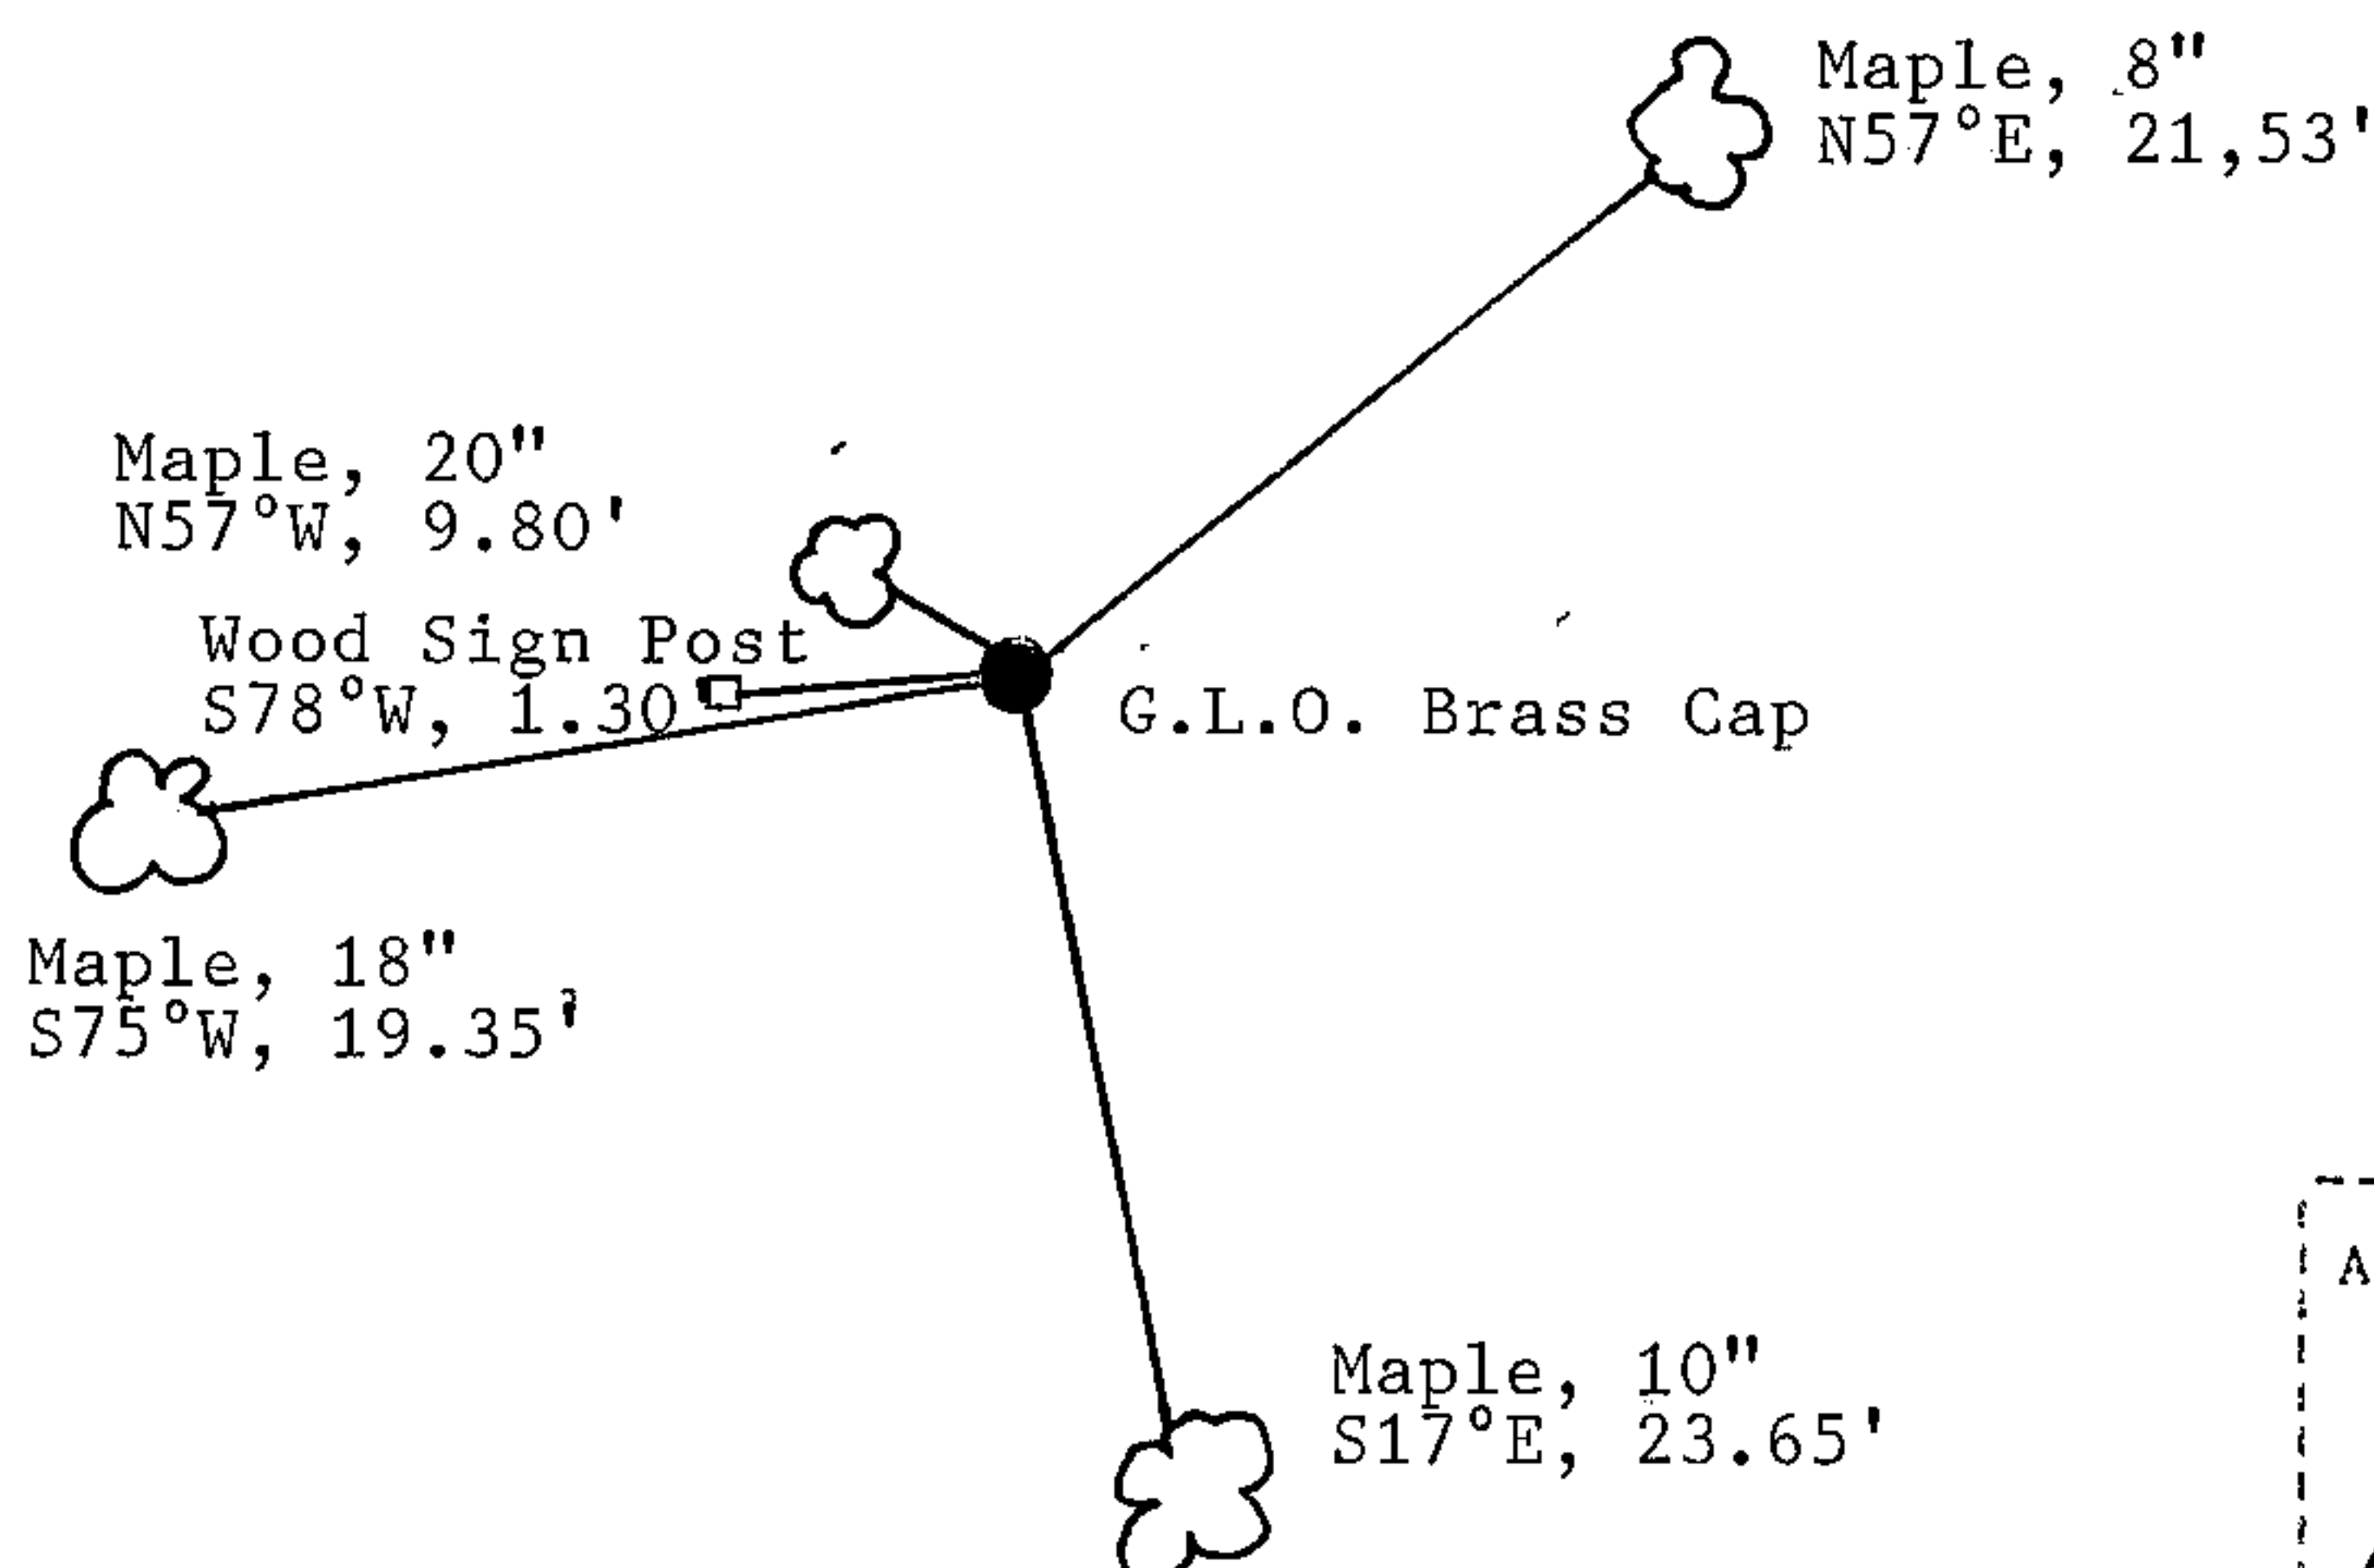 Maple, 8"
N57°E, 21,53'
Maple, 20"
N57°W, 9.80'
Wood Sign Post
S78°W, 1.30
G.L.O. Brass Cap
Maple, 18"
S75°W, 19.35'
Maple, 10"
S17°E, 23.65'
A